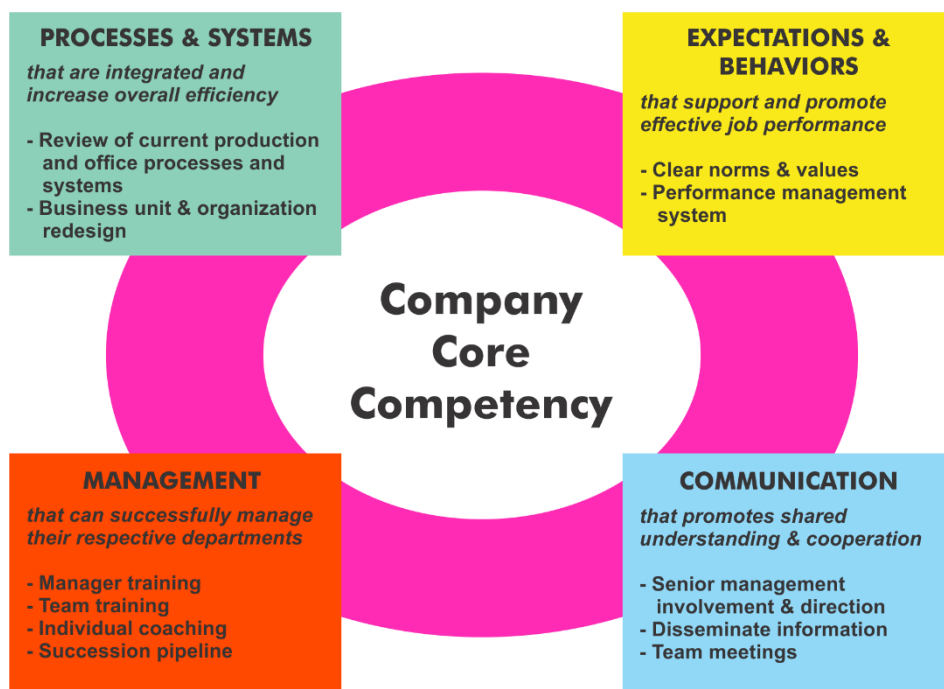 PROCESSES & SYSTEMS
that are integrated and
increase overall efficiency
- Review of current production
and office processes and
systems
- Business unit & organization
redesign
EXPECTATIONS &
BEHAVIORS
that support and promote
effective job performance
- Clear norms & values
- Performance management
system
Company
Core
Competency
MANAGEMENT
that can successfully manage
their respective departments
- Manager training
- Team training
- Individual coaching
- Succession pipeline
COMMUNICATION
that promotes shared
understanding & cooperation
- Senior management
involvement & direction
- Disseminate information
- Team meetings